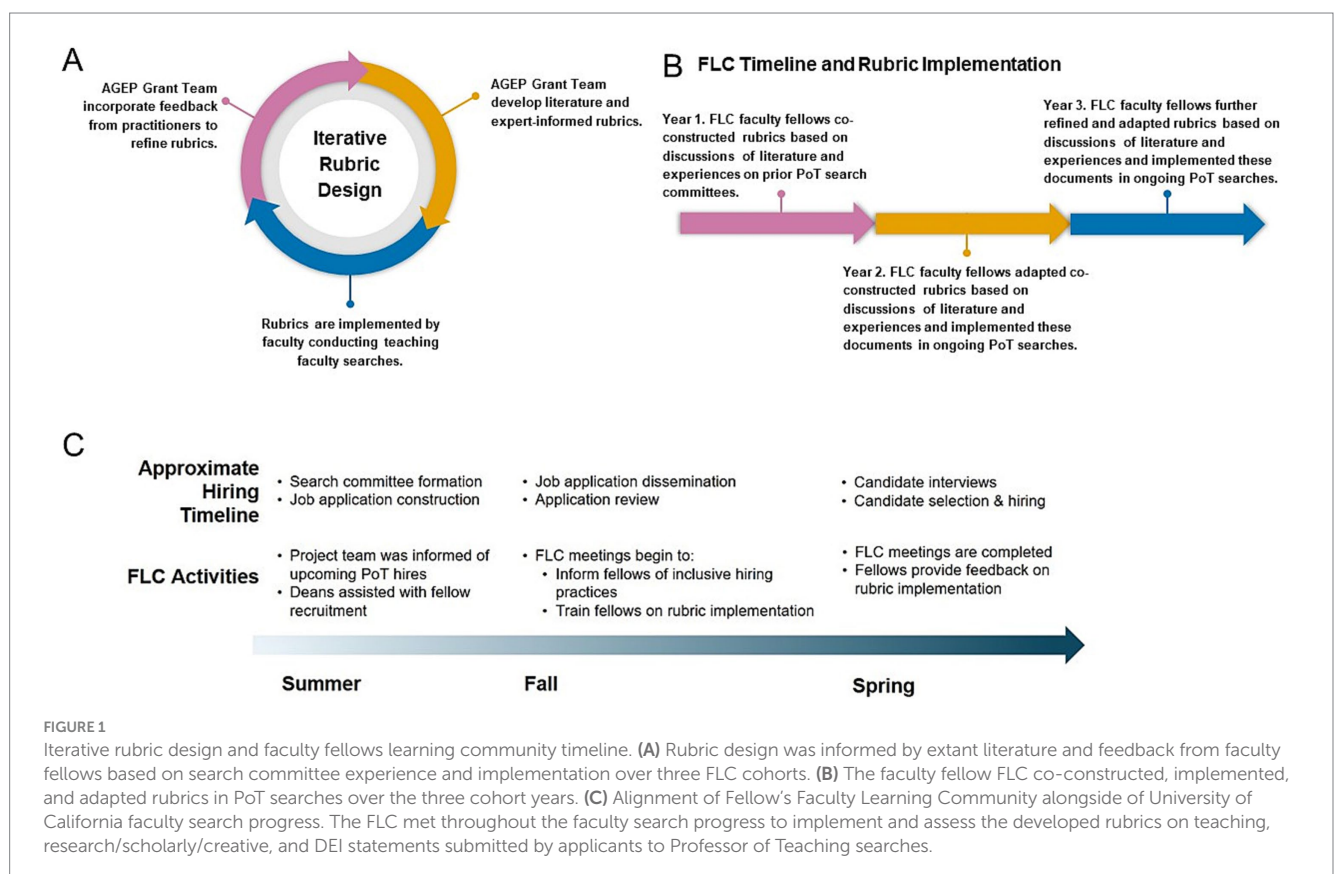 A
AGEP Grant Team
incorporate feedback
from practitioners to
refine rubrics.
Iterative
Rubric
Design
AGEP Grant Team
develop literature and
expert-informed rubrics.
Rubrics are implemented by
faculty conducting teaching
faculty searches.
B FLC Timeline and Rubric Implementation
Year 1. FLC faculty fellows co-
constructed rubrics based on
discussions of literature and
experiences on prior PoT search
committees.
Year 3. FLC faculty fellows further
refined and adapted rubrics based on
discussions of literature and
experiences and implemented these
documents in ongoing PoT searches.
Year 2. FLC faculty fellows adapted co-
constructed rubrics based on
discussions of literature and
experiences and implemented these
documents in ongoing PoT searches.
C
Approximate
Hiring
Timeline
• Search committee formation
• Job application construction
• Job application dissemination
• Application review
• Candidate interviews
• Candidate selection & hiring
FLC Activities
• Project team was informed of
upcoming PoT hires
• Deans assisted with fellow
recruitment
• FLC meetings begin to:
• Inform fellows of inclusive hiring
practices
• Train fellows on rubric implementation
• FLC meetings are completed
• Fellows provide feedback on
rubric implementation
Summer
Fall
Spring
FIGURE 1
Iterative rubric design and faculty fellows learning community timeline. (A) Rubric design was informed by extant literature and feedback from faculty
fellows based on search committee experience and implementation over three FLC cohorts. (B) The faculty fellow FLC co-constructed, implemented,
and adapted rubrics in PoT searches over the three cohort years. (C) Alignment of Fellow's Faculty Learning Community alongside of University of
California faculty search progress. The FLC met throughout the faculty search progress to implement and assess the developed rubrics on teaching,
research/scholarly/creative, and DEI statements submitted by applicants to Professor of Teaching searches.